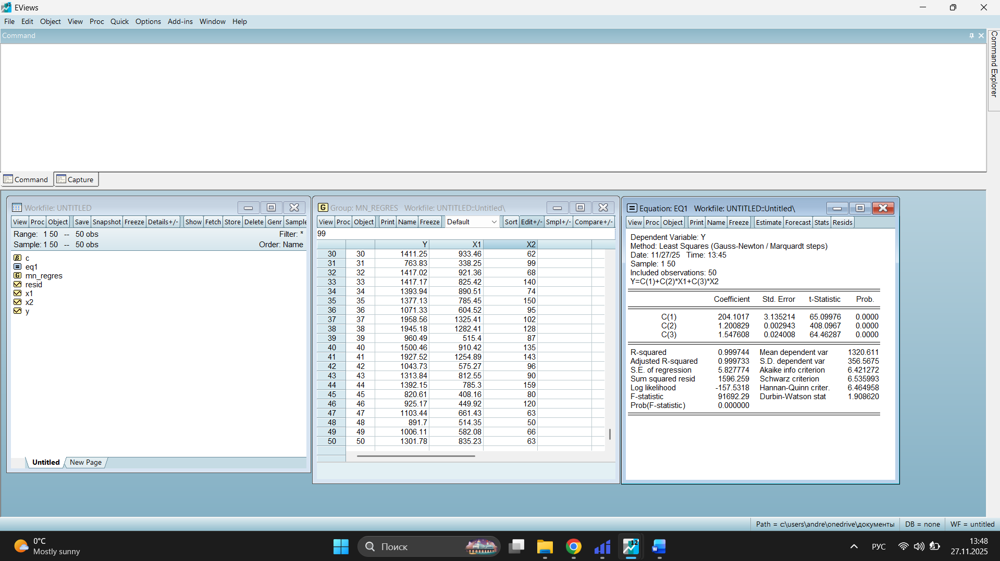 EViews
File Edit Object View Proc Quick Options Add-ins Window Help
Command
Command Explorer
Command Capture
Workfile: UNTITLED
View Proc Object Save Snapshot Freeze Details+/- Show Fetch Store Delete Genr Sample
Range: 1 50 -- 50 obs Filter: *
Sample: 1 50 -- 50 obs Order: Name
β c
= eq1
G mn_regres
resid
x1
x2
y
Untitled New Page
G Group: MN_REGRES Workfile: UNTITLED::Untitled\
View Proc Object Print Name Freeze Default Sort Edit+/- Smpl+/- Compare+/-
99
Y X1 X2
30 30 1411.25 933.46 62
31 31 763.83 338.25 99
32 32 1417.02 921.36 68
33 33 1417.17 825.42 140
34 34 1393.94 890.51 74
35 35 1377.13 785.45 150
36 36 1071.33 604.52 95
37 37 1958.56 1325.41 102
38 38 1945.18 1282.41 128
39 39 960.49 515.4 87
40 40 1500.46 910.42 135
41 41 1927.52 1254.89 143
42 42 1043.73 575.27 96
43 43 1313.84 812.55 90
44 44 1392.15 785.3 159
45 45 820.61 408.16 80
46 46 925.17 449.92 120
47 47 1103.44 661.43 63
48 48 891.7 514.35 50
49 49 1006.11 582.08 66
50 50 1301.78 835.23 63
= Equation: EQ1 Workfile: UNTITLED::Untitled\
View Proc Object Print Name Freeze Estimate Forecast Stats Resids
Dependent Variable: Y
Method: Least Squares (Gauss-Newton / Marquardt steps)
Date: 11/27/25 Time: 13:45
Sample: 1 50
Included observations: 50
Y=C(1)+C(2)*X1+C(3)*X2
Coefficient Std. Error t-Statistic Prob.
C(1) 204.1017 3.135214 65.09976 0.0000
C(2) 1.200829 0.002943 408.0967 0.0000
C(3) 1.547608 0.024008 64.46287 0.0000
R-squared 0.999744 Mean dependent var 1320.611
Adjusted R-squared 0.999733 S.D. dependent var 356.5675
S.E. of regression 5.827774 Akaike info criterion 6.421272
Sum squared resid 1596.259 Schwarz criterion 6.535993
Log likelihood -157.5318 Hannan-Quinn criter. 6.464958
F-statistic 91692.29 Durbin-Watson stat 1.908620
Prob(F-statistic) 0.000000
Path = c:\users\andre\onedrive\документы DB = none WF = untitled
0°C
Mostly sunny
Поиск
12
W
РУС
13:48
27.11.2025